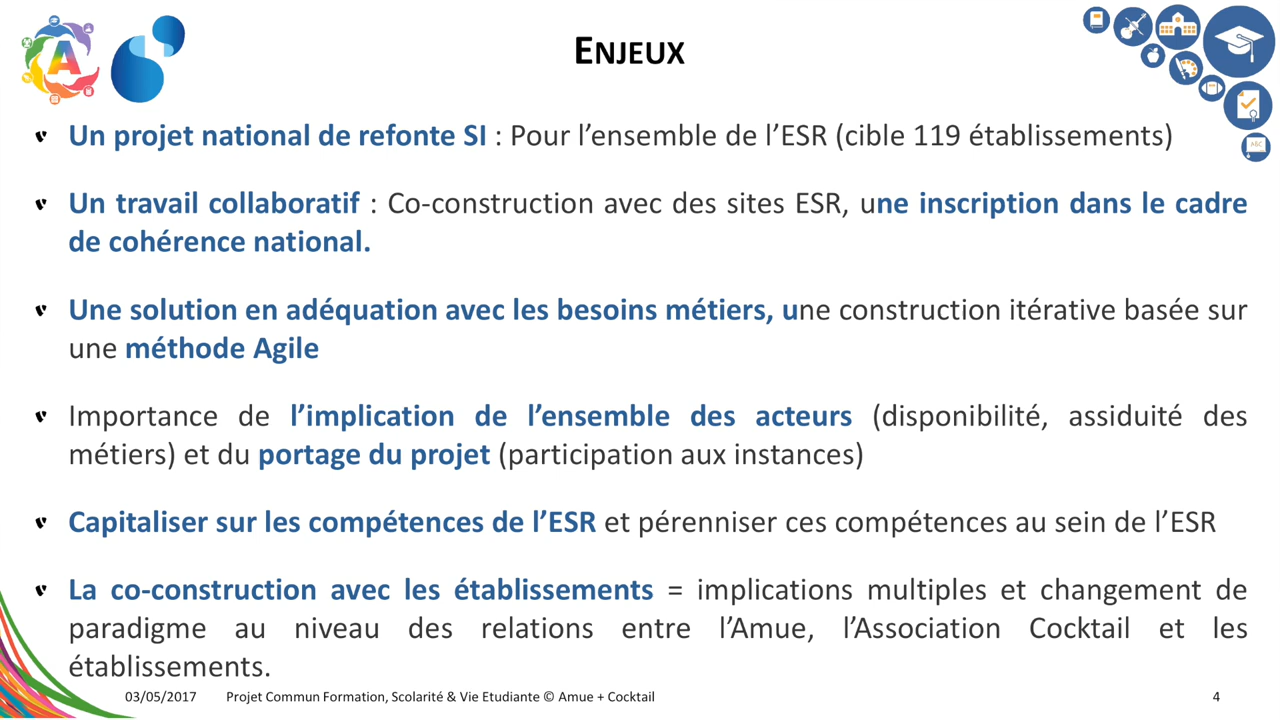 ENJEUX
Un projet national de refonte SI : Pour l’ensemble de l’ESR (cible 119 établissements)
Un travail collaboratif : Co-construction avec des sites ESR, une inscription dans le cadre
de cohérence national.
Une solution en adéquation avec les besoins métiers, une construction itérative basée sur
une méthode Agile
Importance de l’implication de l’ensemble des acteurs (disponibilité, assiduité des
métiers) et du portage du projet (participation aux instances)
Capitaliser sur les compétences de l’ESR et pérenniser ces compétences au sein de l’ESR
La co-construction avec les établissements = implications multiples et changement de
paradigme au niveau des relations entre l’Amue, l’Association Cocktail et les
établissements.
03/05/2017 Projet Commun Formation, Scolarité & Vie Etudiante © Amue + Cocktail 4
A
ABC